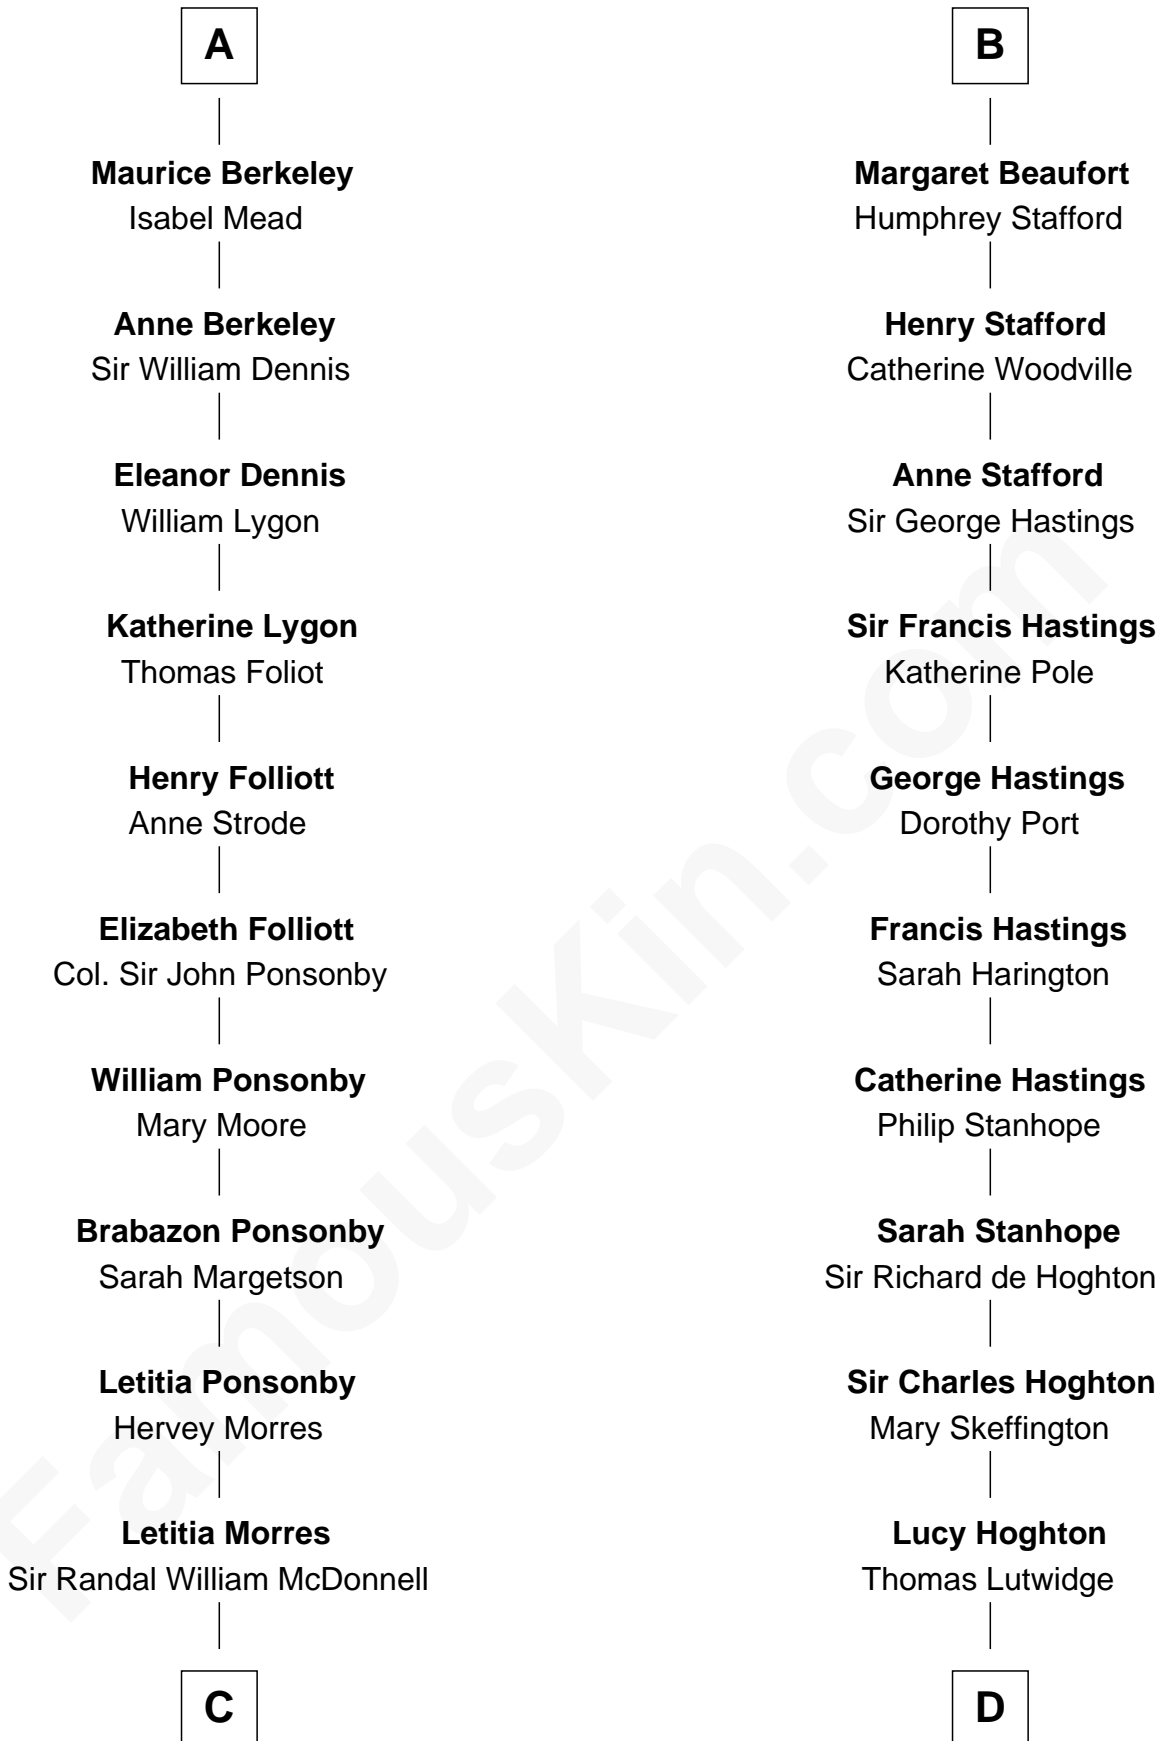 A
Maurice Berkeley
Isabel Mead
Anne Berkeley
Sir William Dennis
Eleanor Dennis
William Lygon
Katherine Lygon
Thomas Foliot
Henry Folliott
Anne Strode
Elizabeth Folliott
Col. Sir John Ponsonby
William Ponsonby
Mary Moore
Brabazon Ponsonby
Sarah Margetson
Letitia Ponsonby
Hervey Morres
Letitia Morres
Sir Randal William McDonnell
C
B
Margaret Beaufort
Humphrey Stafford
Henry Stafford
Catherine Woodville
Anne Stafford
Sir George Hastings
Sir Francis Hastings
Katherine Pole
George Hastings
Dorothy Port
Francis Hastings
Sarah Harington
Catherine Hastings
Philip Stanhope
Sarah Stanhope
Sir Richard de Hoghton
Sir Charles Hoghton
Mary Skeffington
Lucy Hoghton
Thomas Lutwidge
D
FamousKin.com